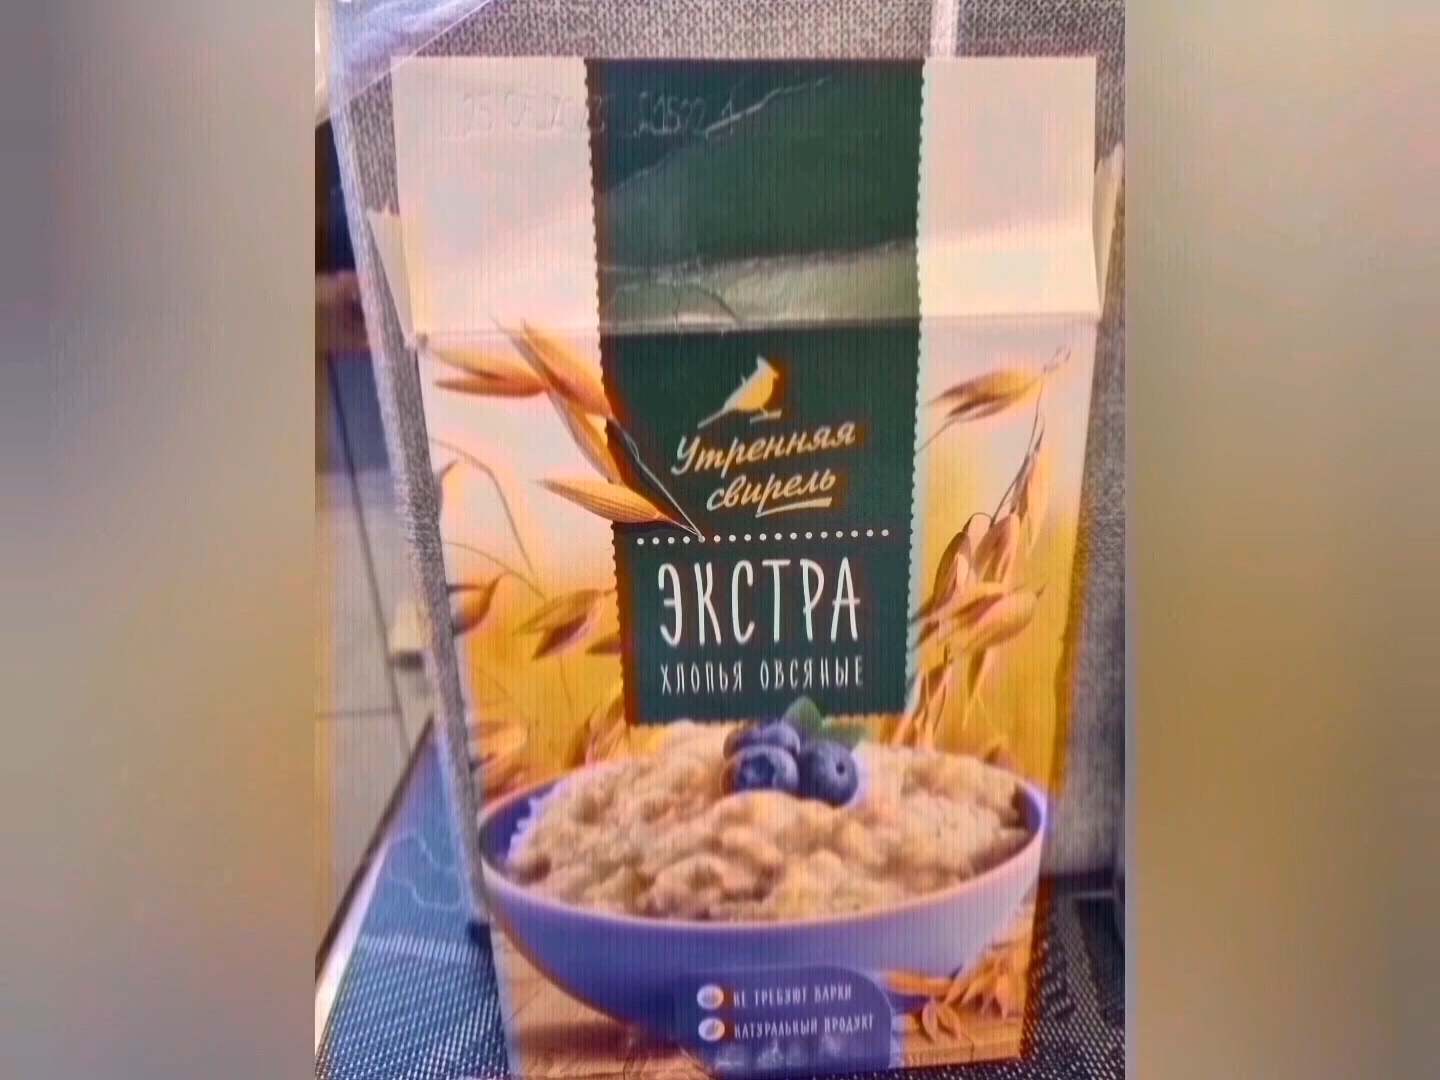 Утренняя
свирель
ЭКСТРА
ХЛОПЬЯ ОВСЯНЫЕ
НЕ ТРЕБУЮТ ВАРКИ
НАТУРАЛЬНЫЙ ПРОДУКТ